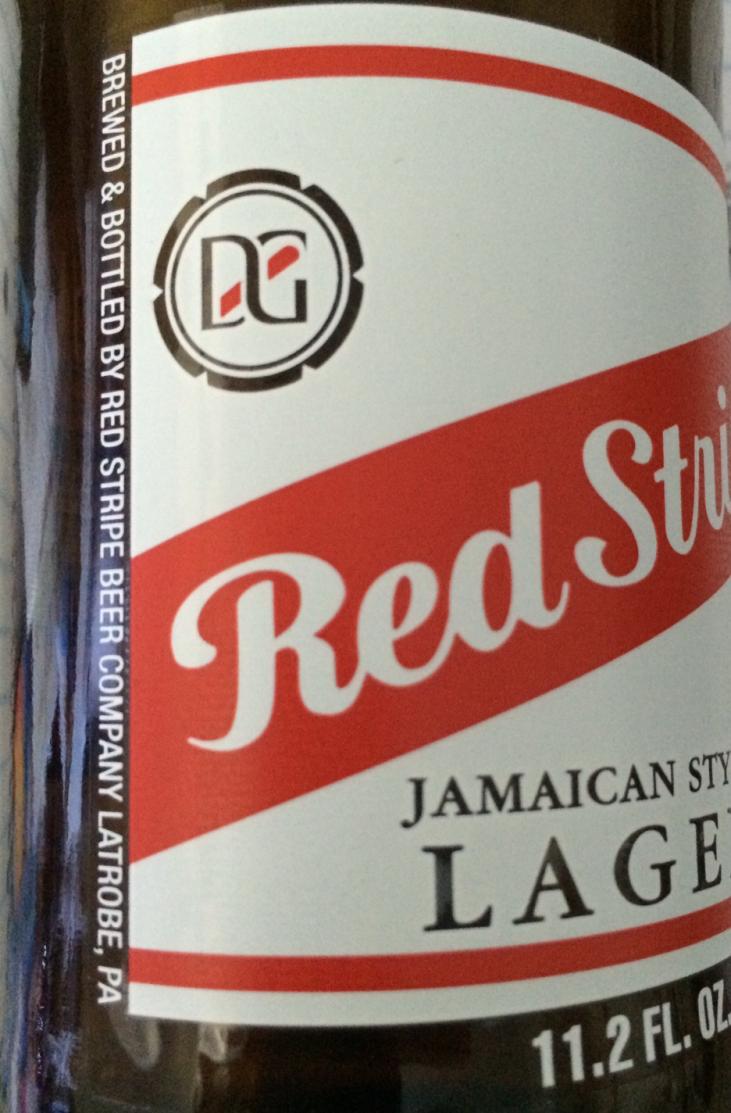 BREWED & BOTTLED BY RED STRIPE BEER COMPANY LATROBE, PA
DG
Red Stri
JAMAICAN STY
LAGE
11.2 FL. OZ.